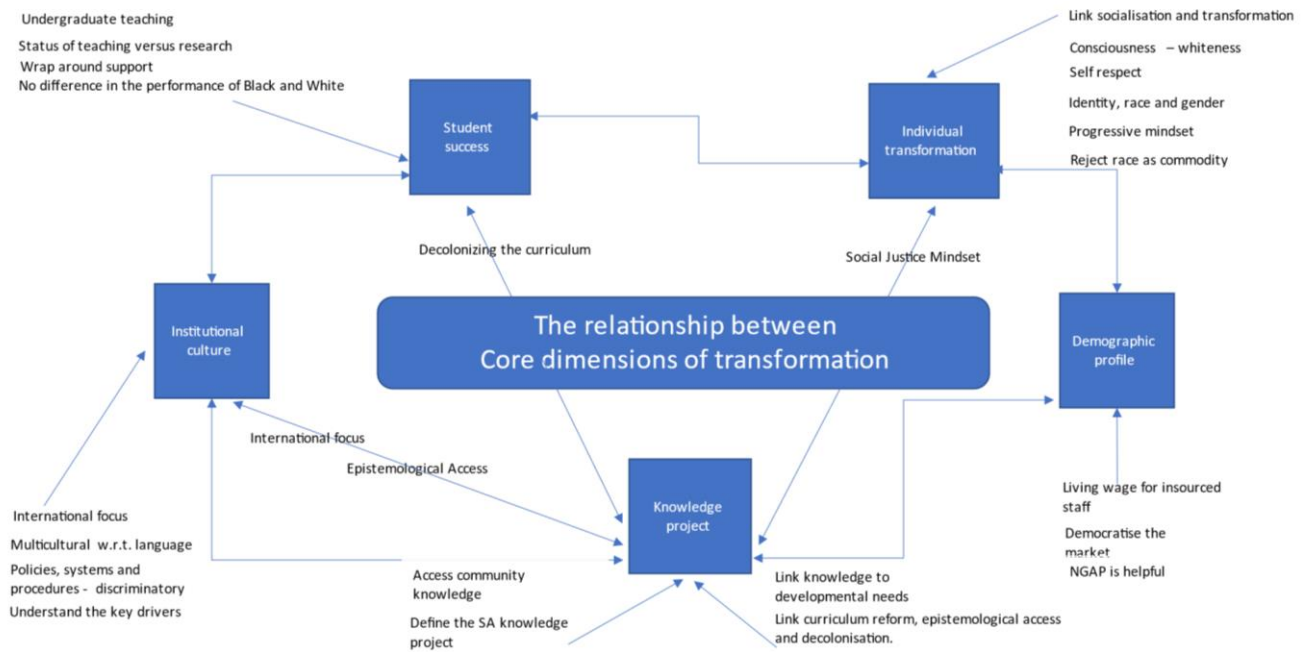 Undergraduate teaching
Status of teaching versus research
Wrap around support
No difference in the performance of Black and White
Link socialisation and transformation
Consciousness – whiteness
Self respect
Identity, race and gender
Progressive mindset
Reject race as commodity
Student
success
Individual
transformation
Decolonizing the curriculum
Social Justice Mindset
Institutional
culture
The relationship between
Core dimensions of transformation
Demographic
profile
International focus
Epistemological Access
Knowledge
project
International focus
Multicultural w.r.t. language
Policies, systems and
procedures - discriminatory
Understand the key drivers
Access community
knowledge
Define the SA knowledge
project
Link knowledge to
developmental needs
Link curriculum reform, epistemological access
and decolonisation.
Living wage for insourced
staff
Democratise the
market
NGAP is helpful